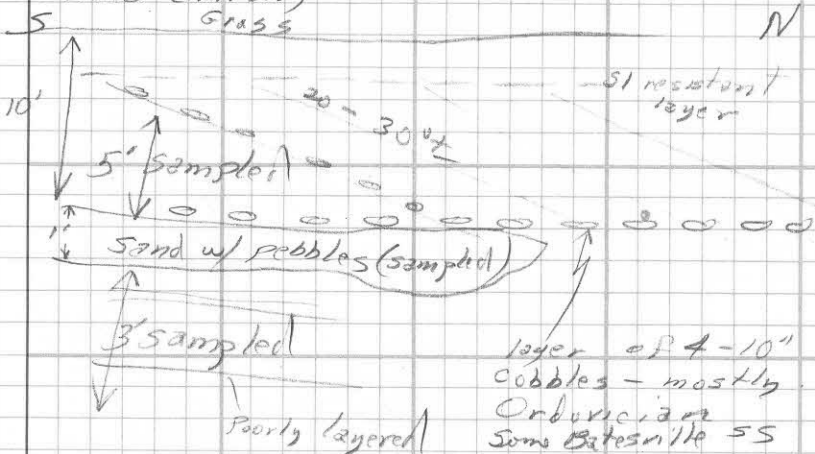 S
Grass
N
10'
sl resistant
layer
20 - 30
5' sampled
1'
sand w/ pebbles (sampled)
3' sampled
Poorly layered
layer of 4-10"
cobbles - mostly
Ordovician
Some Batesville SS